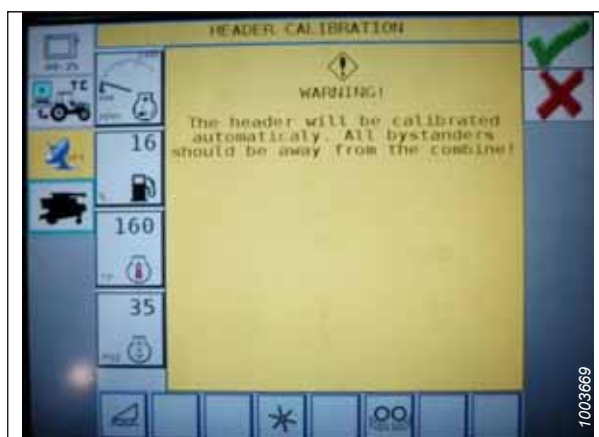 HEADER CALIBRATION
WARNING!
The header will be calibrated
automaticaly. All bystanders
should be away from the combine!
TC
16
160
35
1003669